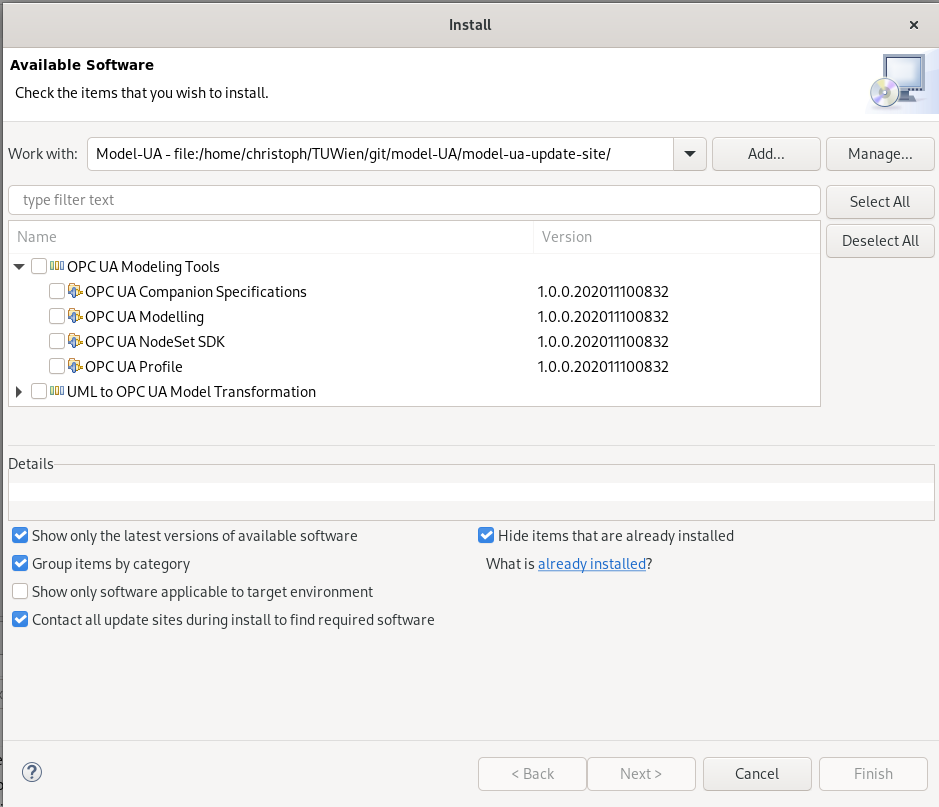 Install
Available Software
Check the items that you wish to install.
Work with: Model-UA - file:/home/christoph/TUWien/git/model-UA/model-ua-update-site/ Add... Manage...
type filter text Select All
Name Version Deselect All
OPC UA Modeling Tools
OPC UA Companion Specifications 1.0.0.202011100832
OPC UA Modelling 1.0.0.202011100832
OPC UA NodeSet SDK 1.0.0.202011100832
OPC UA Profile 1.0.0.202011100832
UML to OPC UA Model Transformation
Details
Show only the latest versions of available software Hide items that are already installed
Group items by category What is already installed?
Show only software applicable to target environment
Contact all update sites during install to find required software
? < Back Next > Cancel Finish